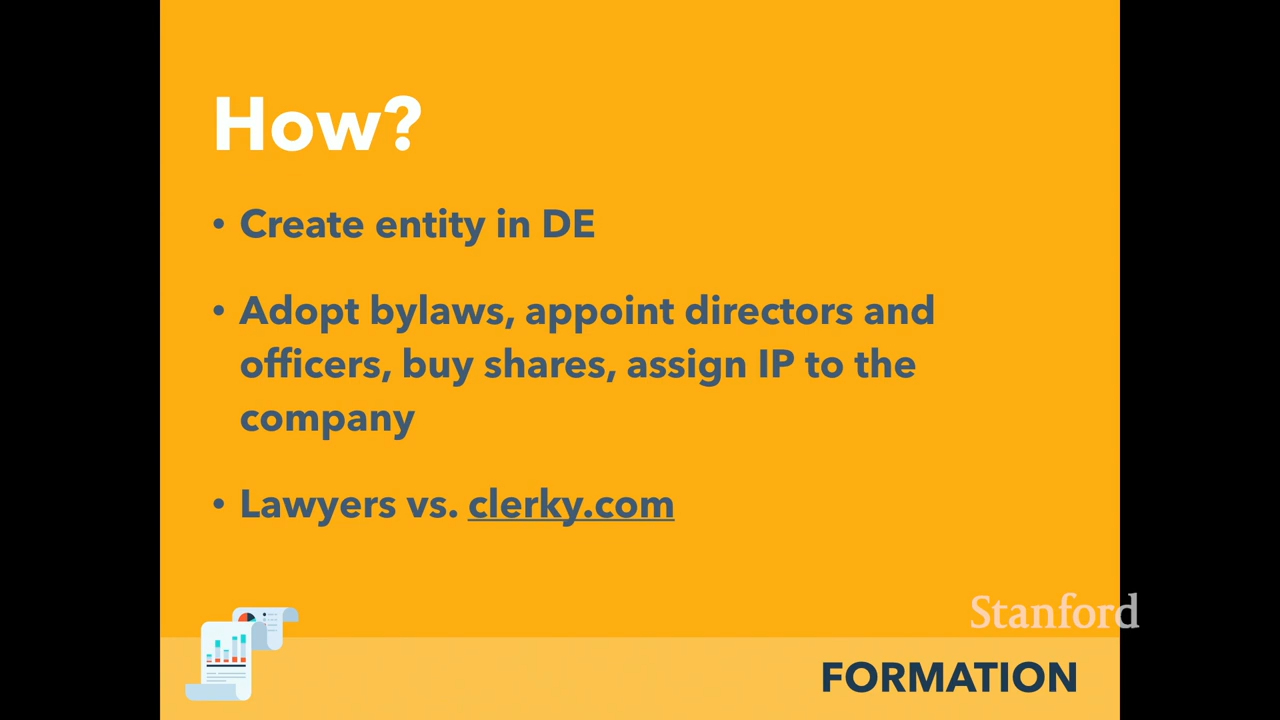 How?
• Create entity in DE
• Adopt bylaws, appoint directors and
officers, buy shares, assign IP to the
company
• Lawyers vs. clerky.com
Stanford
FORMATION